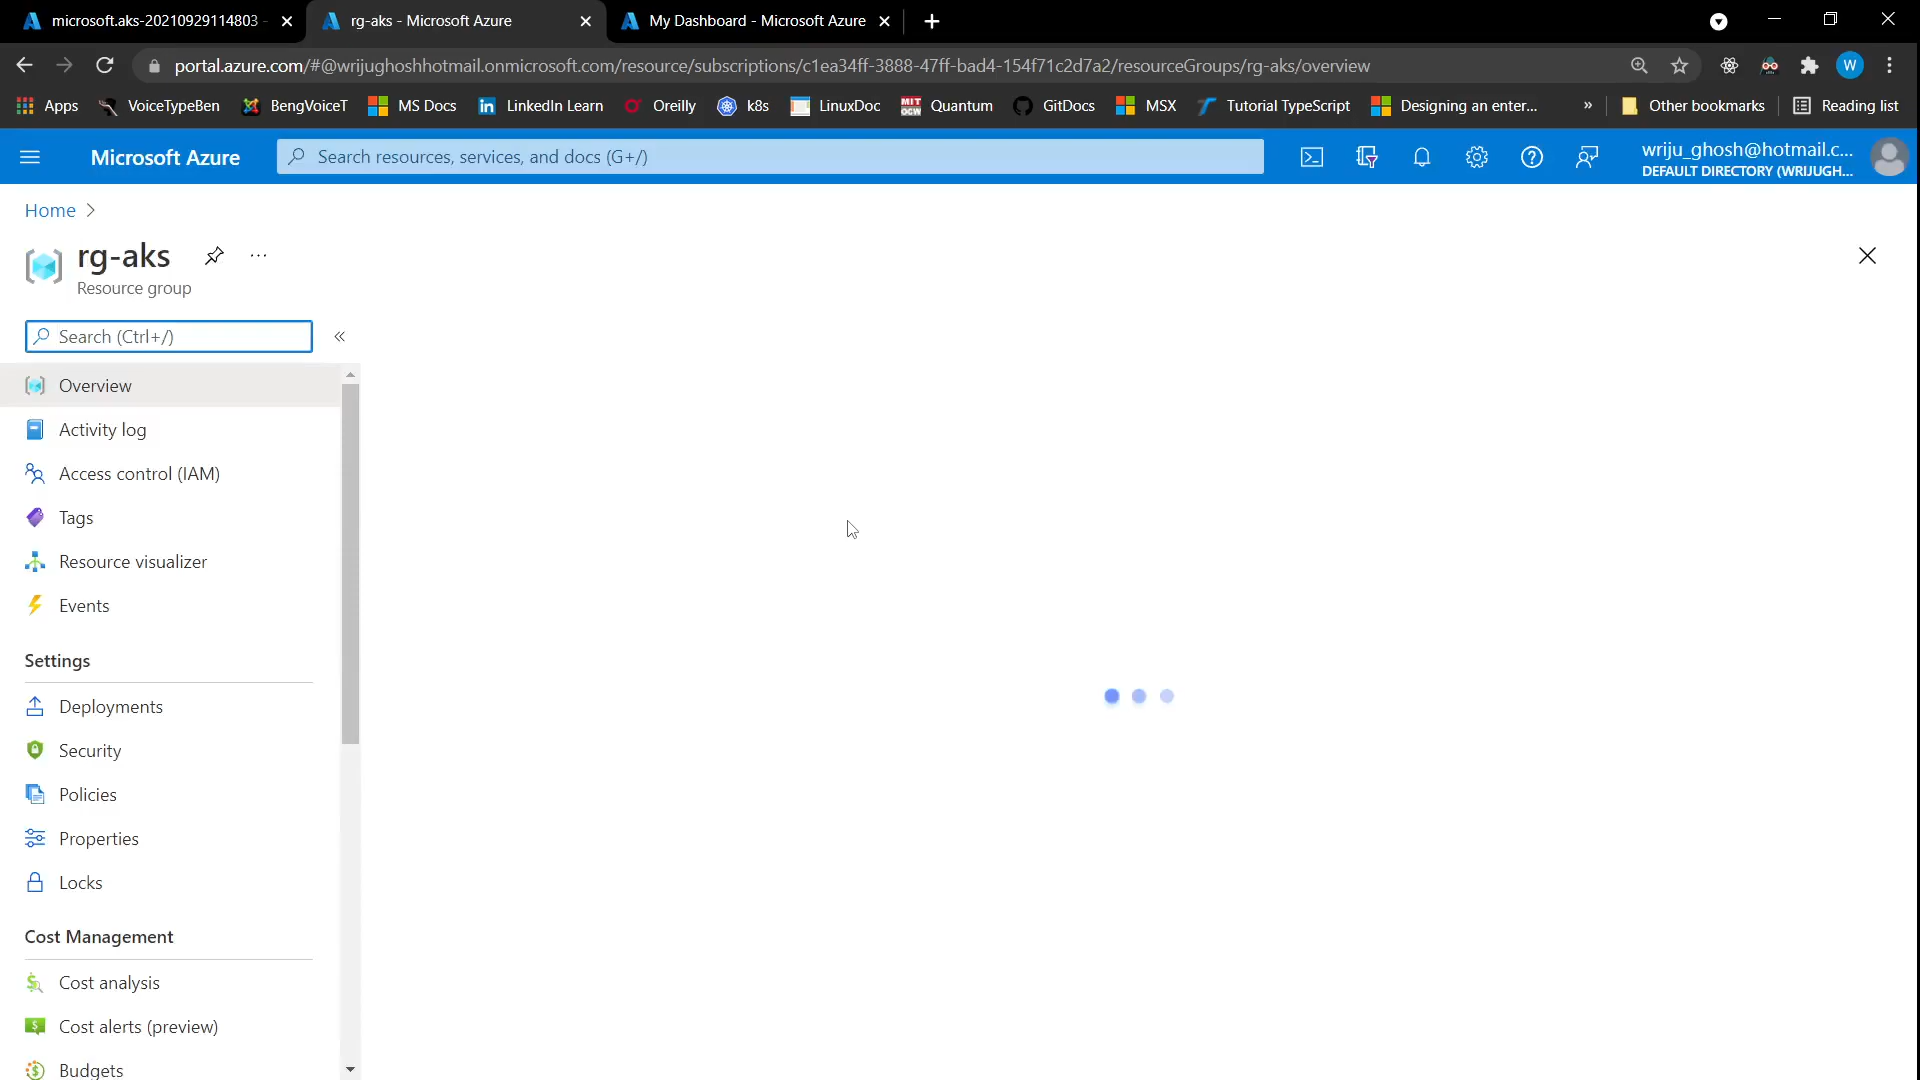 microsoft.aks-20210929114803 -
rg-aks - Microsoft Azure
My Dashboard - Microsoft Azure
portal.azure.com/#@wrijughoshhotmail.onmicrosoft.com/resource/subscriptions/c1ea34ff-3888-47ff-bad4-154f71c2d7a2/resourceGroups/rg-aks/overview
W
Apps
VoiceTypeBen
BengVoiceT
MS Docs
LinkedIn Learn
Oreilly
k8s
LinuxDoc
MIT OCW Quantum
GitDocs
MSX
Tutorial TypeScript
Designing an enter...
»
Other bookmarks
Reading list
Microsoft Azure
Search resources, services, and docs (G+/)
wriju_ghosh@hotmail.c...
DEFAULT DIRECTORY (WRIJUGH...
Home >
rg-aks
...
Resource group
Search (Ctrl+/)
«
Overview
Activity log
Access control (IAM)
Tags
Resource visualizer
Events
Settings
Deployments
Security
Policies
Properties
Locks
Cost Management
Cost analysis
Cost alerts (preview)
Budgets